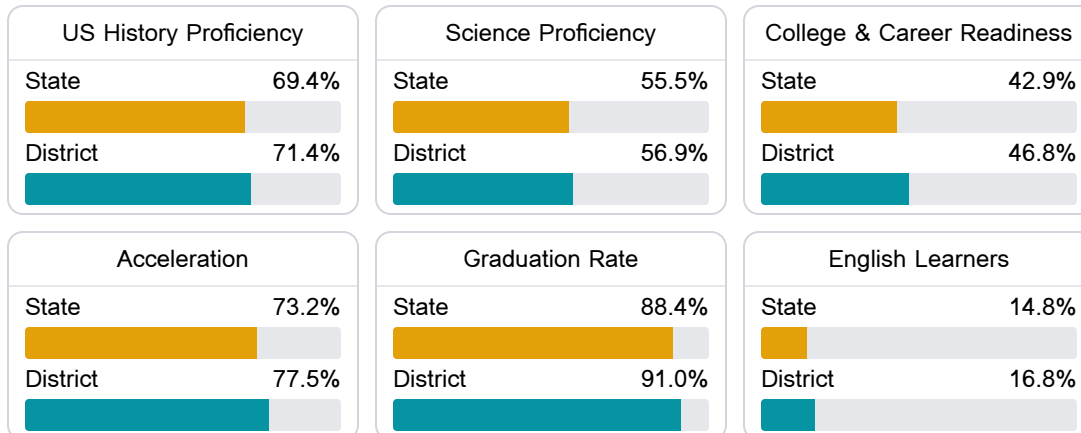 US History Proficiency
State 69.4%
District 71.4%
Science Proficiency
State 55.5%
District 56.9%
College & Career Readiness
State 42.9%
District 46.8%
Acceleration
State 73.2%
District 77.5%
Graduation Rate
State 88.4%
District 91.0%
English Learners
State 14.8%
District 16.8%